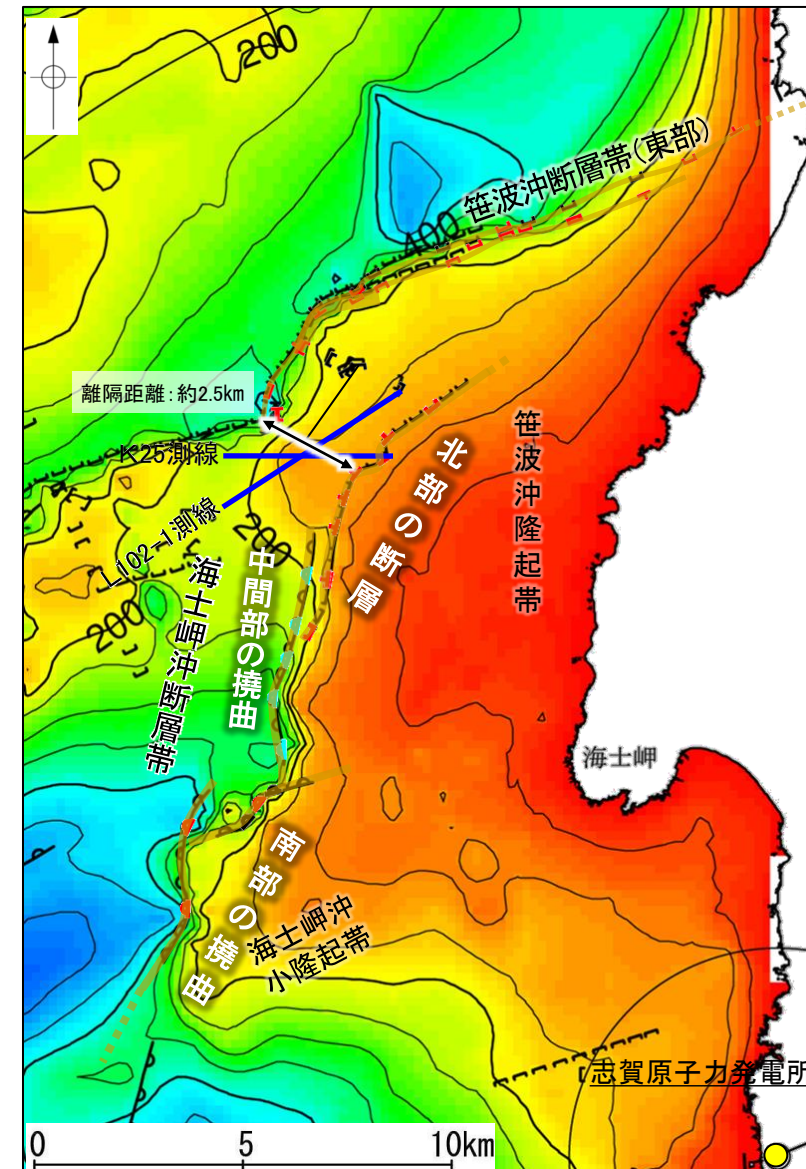 200
笹波沖断層帯(東部)
400
離隔距離：約2.5km
K25測線
L102-1測線
200
200
北部の断層
笹波沖隆起帯
中間部の撓曲
海士岬沖断層帯
海士岬
南部の撓曲
海士岬沖
小隆起帯
志賀原子力発電所
0 5 10km